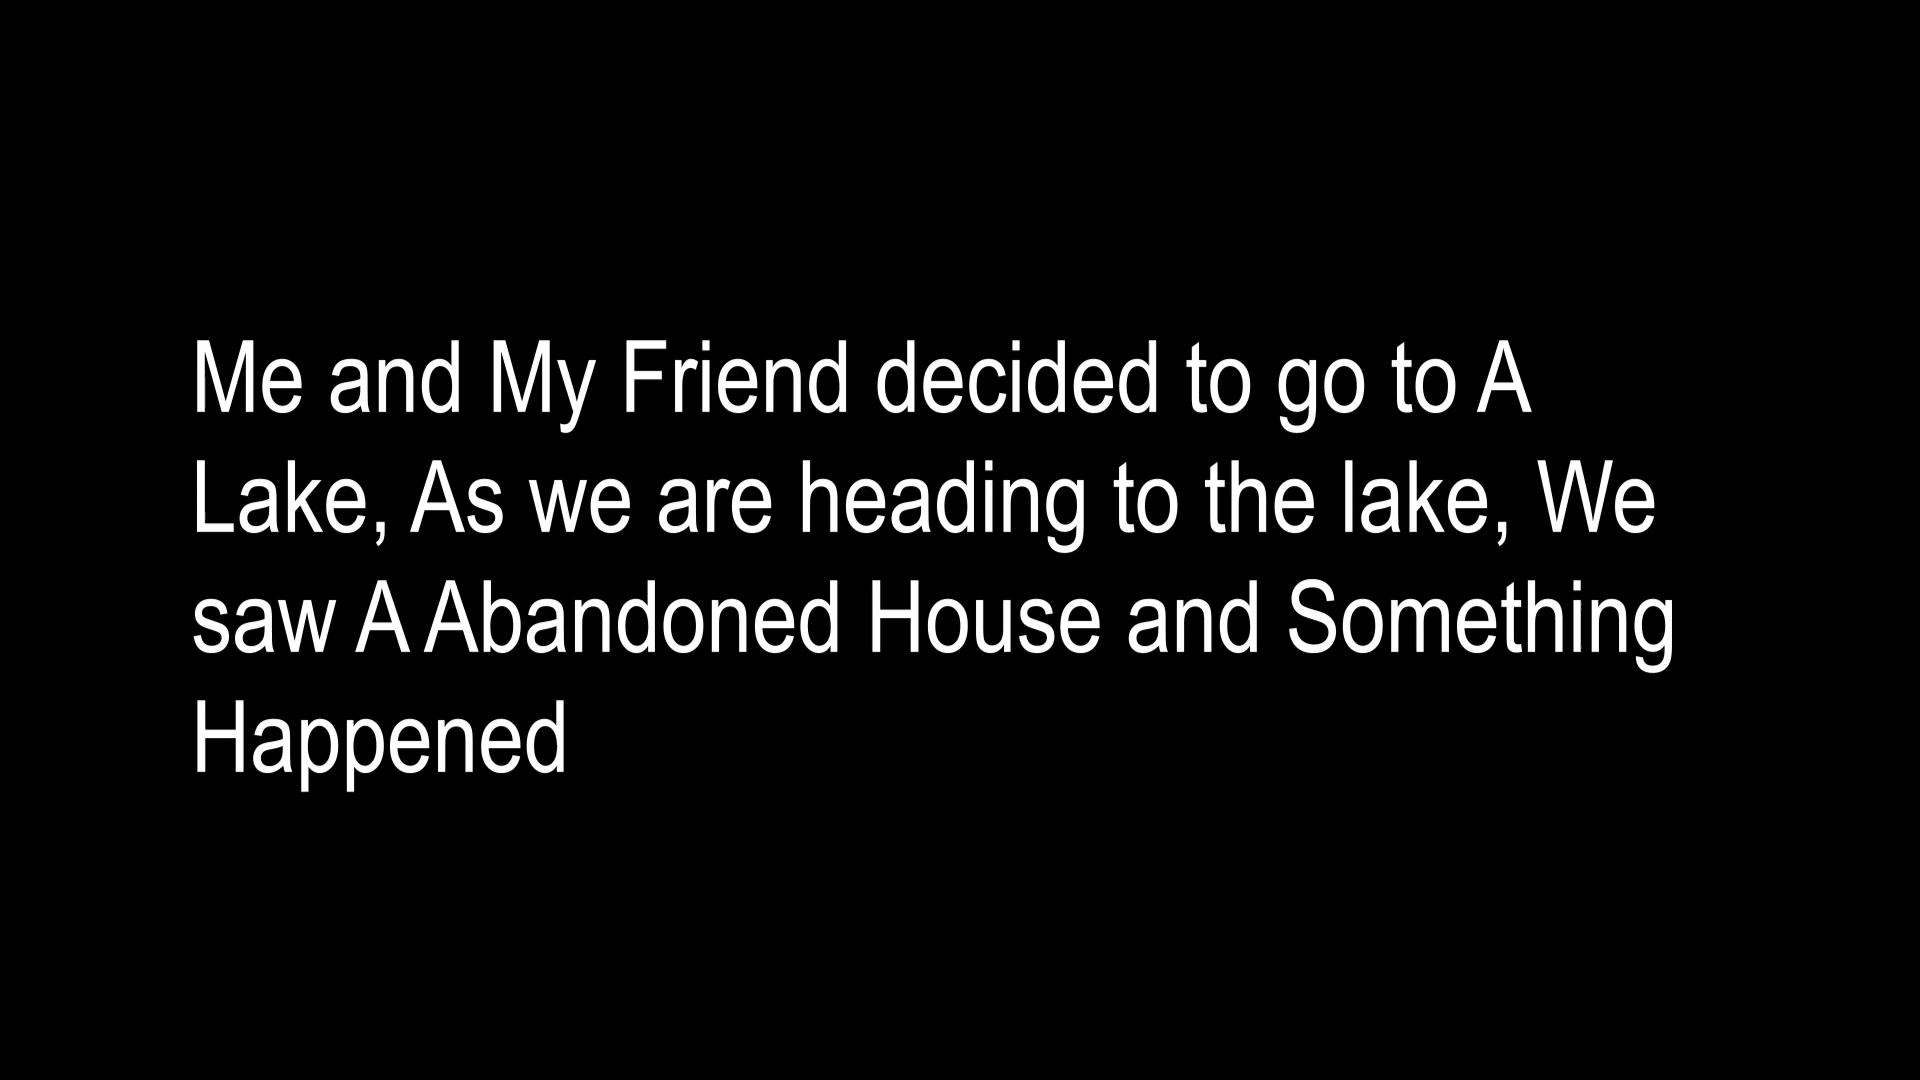 Me and My Friend decided to go to A
Lake, As we are heading to the lake, We
saw A Abandoned House and Something
Happened